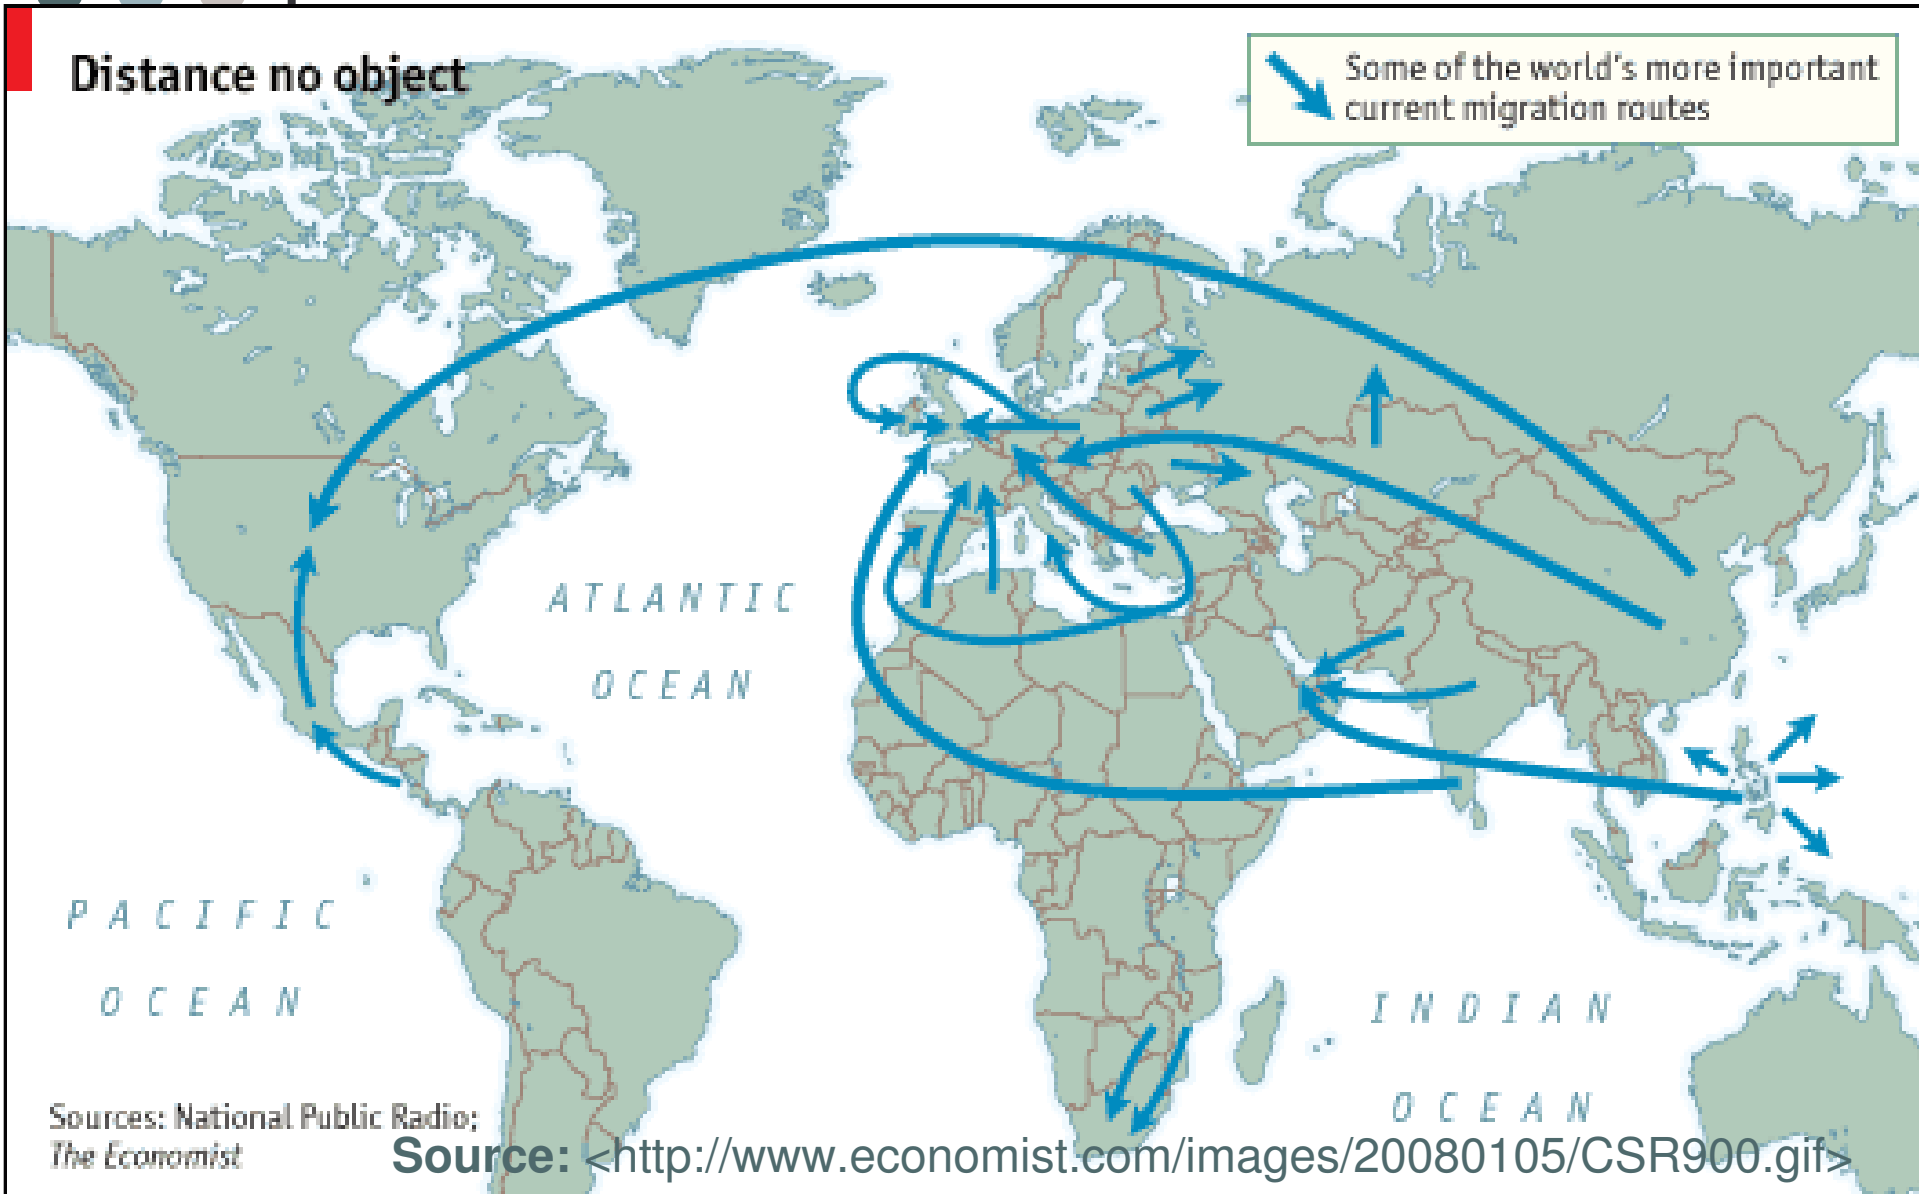 Distance no object
Some of the world's more important
current migration routes
ATLANTIC
OCEAN
PACIFIC
OCEAN
INDIAN
OCEAN
Sources: National Public Radio;
The Economist
Source: <http://www.economist.com/images/20080105/CSR900.gif>